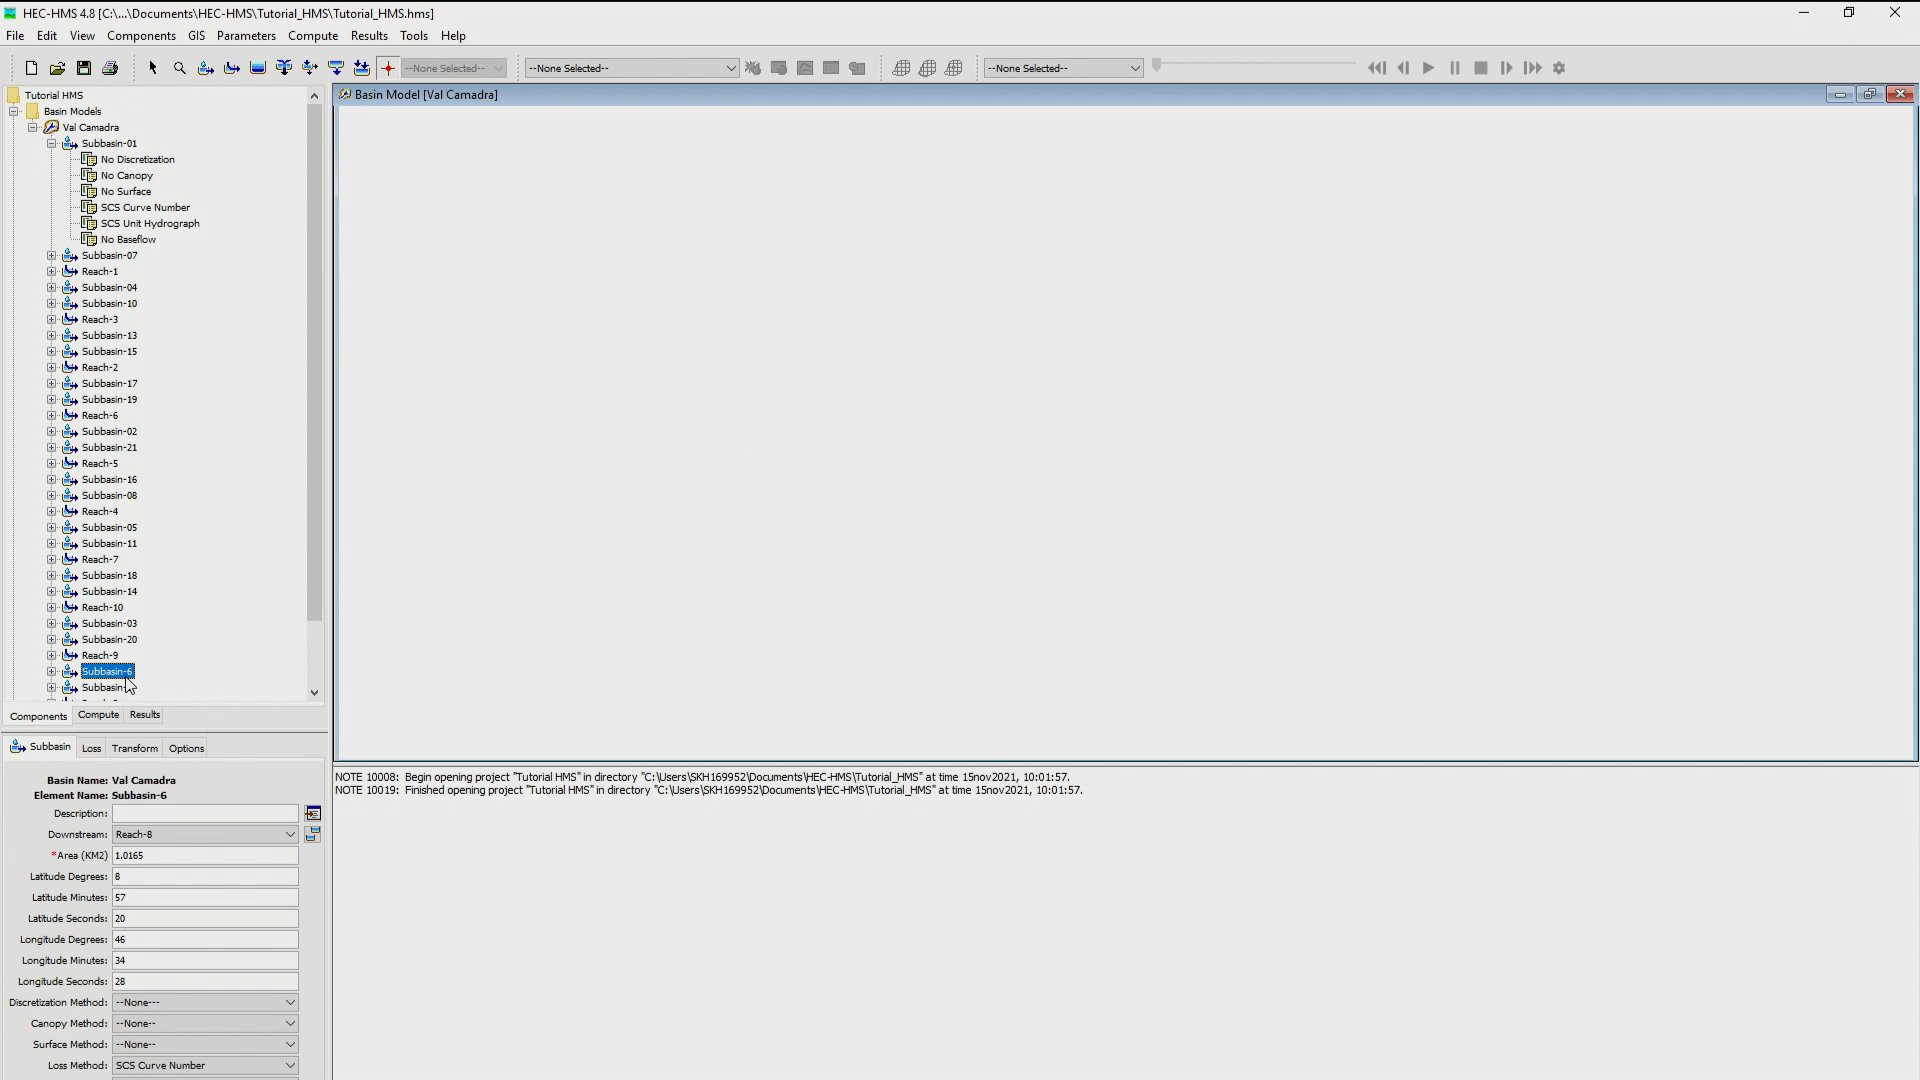 HEC-HMS 4.8 [C:\...\Documents\HEC-HMS\Tutorial_HMS\Tutorial_HMS.hms]
File Edit View Components GIS Parameters Compute Results Tools Help
--None Selected-- --None Selected-- --None Selected--
Tutorial HMS
Basin Models
Val Camadra
Subbasin-01
No Discretization
No Canopy
No Surface
SCS Curve Number
SCS Unit Hydrograph
No Baseflow
Subbasin-07
Reach-1
Subbasin-04
Subbasin-10
Reach-3
Subbasin-13
Subbasin-15
Reach-2
Subbasin-17
Subbasin-19
Reach-6
Subbasin-02
Subbasin-21
Reach-5
Subbasin-16
Subbasin-08
Reach-4
Subbasin-05
Subbasin-11
Reach-7
Subbasin-18
Subbasin-14
Reach-10
Subbasin-03
Subbasin-20
Reach-9
Subbasin-6
Components Compute Results
Basin Model [Val Camadra]
NOTE 10008: Begin opening project "Tutorial HMS" in directory "C:\Users\SKH169952\Documents\HEC-HMS\Tutorial_HMS" at time 15nov2021, 10:01:57.
NOTE 10019: Finished opening project "Tutorial HMS" in directory "C:\Users\SKH169952\Documents\HEC-HMS\Tutorial_HMS" at time 15nov2021, 10:01:57.
Subbasin Loss Transform Options
Basin Name: Val Camadra
Element Name: Subbasin-6
Description:
Downstream: Reach-8
*Area (KM2) 1.0165
Latitude Degrees: 8
Latitude Minutes: 57
Latitude Seconds: 20
Longitude Degrees: 46
Longitude Minutes: 34
Longitude Seconds: 28
Discretization Method: --None---
Canopy Method: --None--
Surface Method: --None--
Loss Method: SCS Curve Number